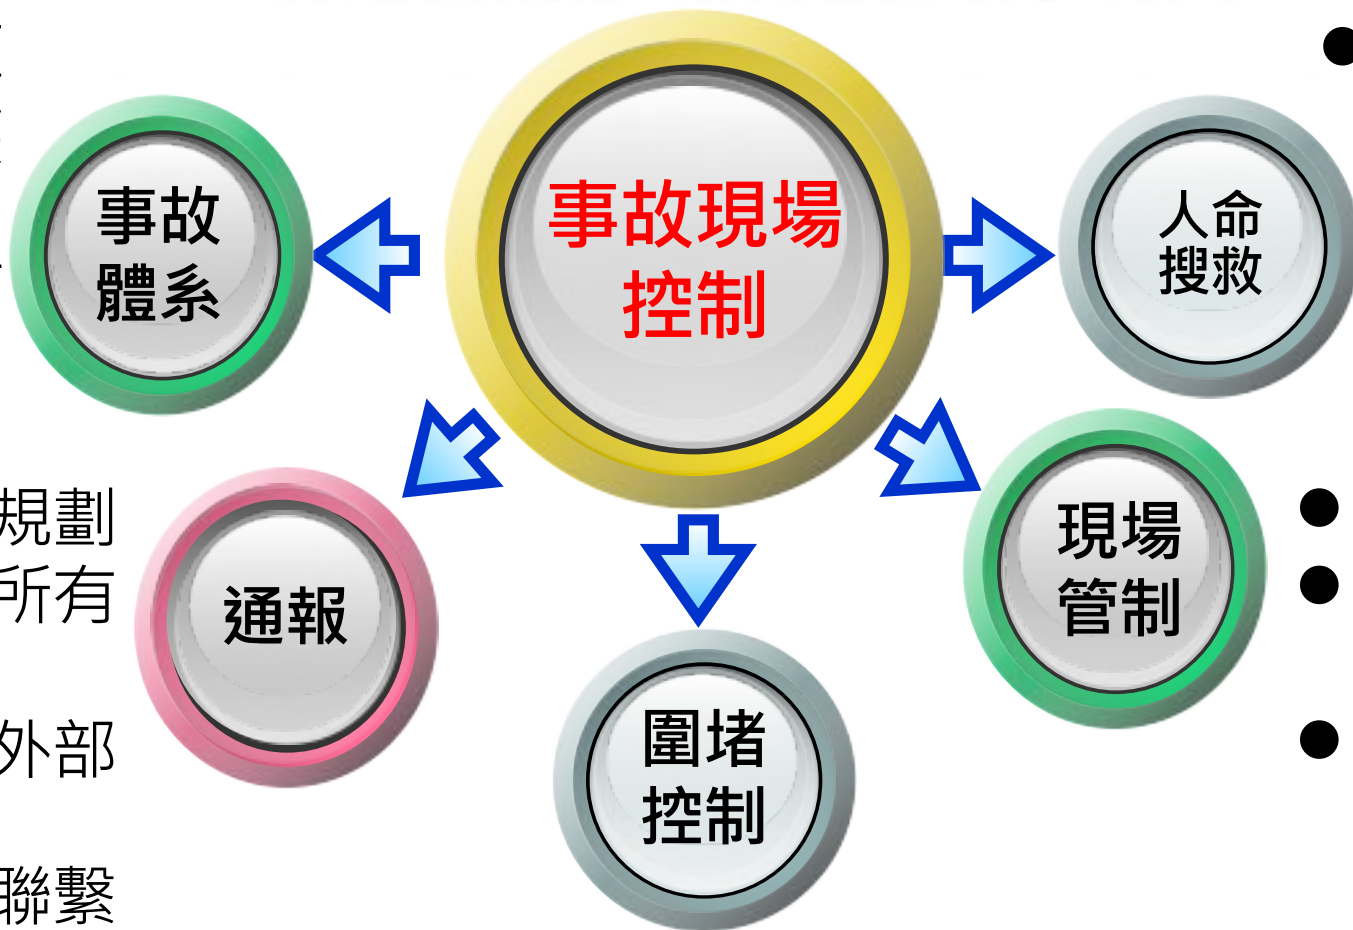 事故現場
控制
事故
體系
人命
搜救
現場
管制
通報
圍堵
控制
規劃
所有
外部
聯繫